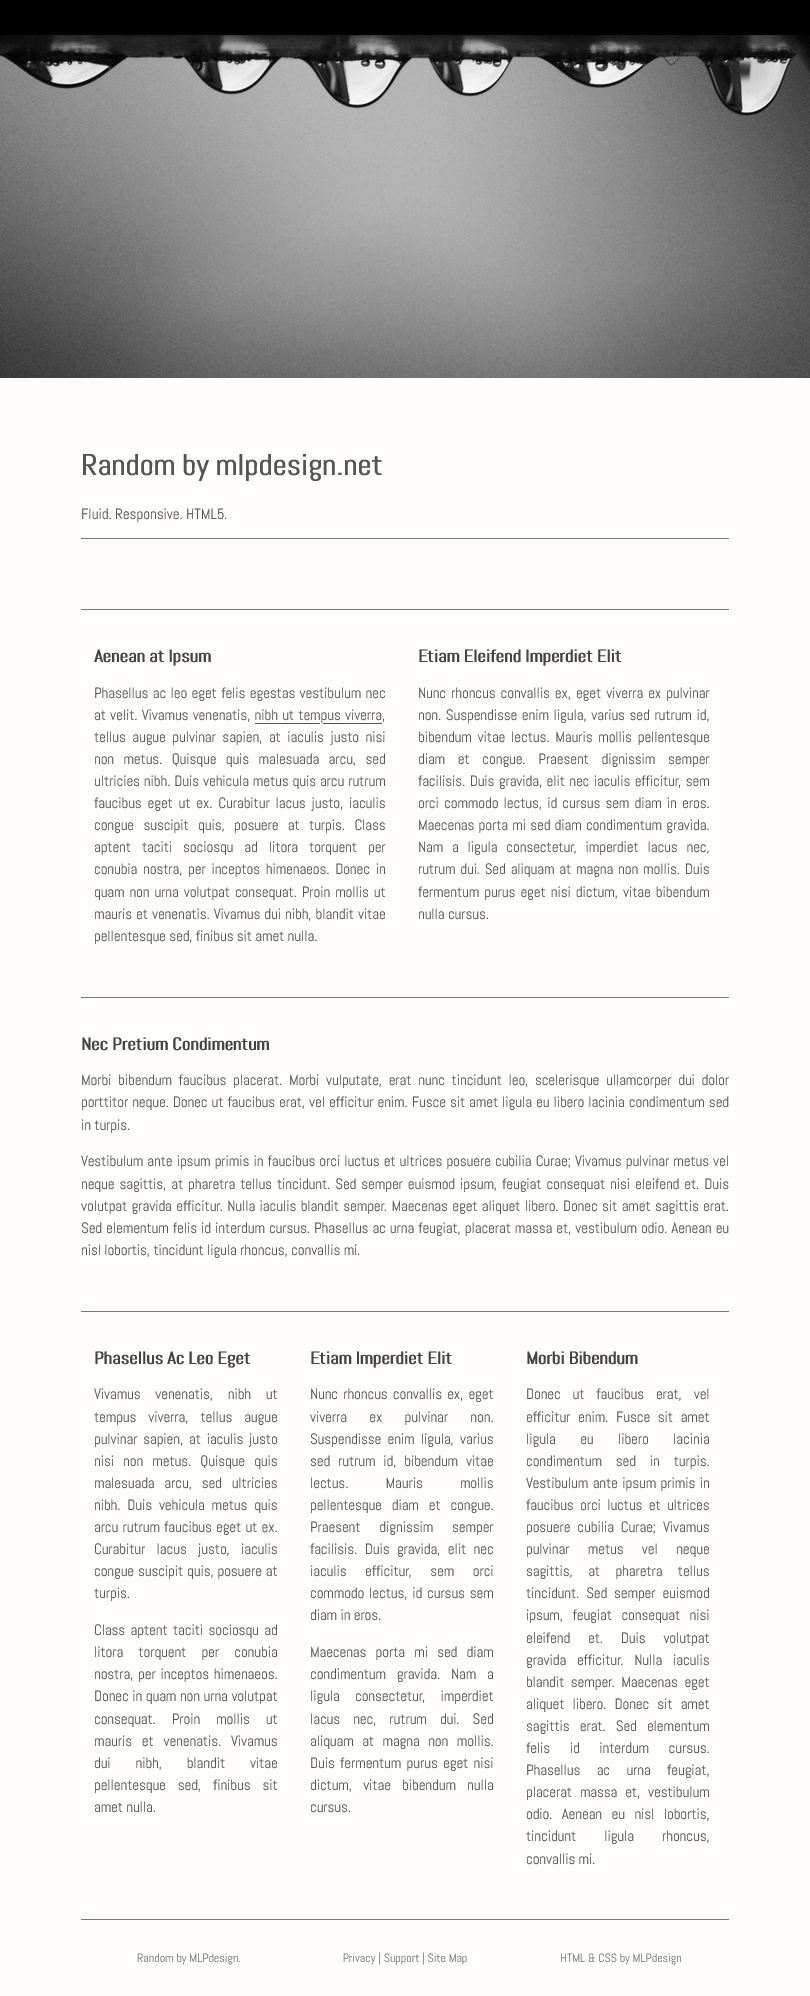 Random by mlpdesign.net
Fluid. Responsive. HTML5.
Aenean at Ipsum
Phasellus ac leo eget felis egestas vestibulum nec
at velit. Vivamus venenatis, nibh ut tempus viverra,
tellus augue pulvinar sapien, at iaculis justo nisi
non metus. Quisque quis malesuada arcu, sed
ultricies nibh. Duis vehicula metus quis arcu rutrum
faucibus eget ut ex. Curabitur lacus justo, iaculis
congue suscipit quis, posuere at turpis. Class
aptent taciti sociosqu ad litora torquent per
conubia nostra, per inceptos himenaeos. Donec in
quam non urna volutpat consequat. Proin mollis ut
mauris et venenatis. Vivamus dui nibh, blandit vitae
pellentesque sed, finibus sit amet nulla.
Etiam Eleifend Imperdiet Elit
Nunc rhoncus convallis ex, eget viverra ex pulvinar
non. Suspendisse enim ligula, varius sed rutrum id,
bibendum vitae lectus. Mauris mollis pellentesque
diam et congue. Praesent dignissim semper
facilisis. Duis gravida, elit nec iaculis efficitur, sem
orci commodo lectus, id cursus sem diam in eros.
Maecenas porta mi sed diam condimentum gravida.
Nam a ligula consectetur, imperdiet lacus nec,
rutrum dui. Sed aliquam at magna non mollis. Duis
fermentum purus eget nisi dictum, vitae bibendum
nulla cursus.
Nec Pretium Condimentum
Morbi bibendum faucibus placerat. Morbi vulputate, erat nunc tincidunt leo, scelerisque ullamcorper dui dolor
porttitor neque. Donec ut faucibus erat, vel efficitur enim. Fusce sit amet ligula eu libero lacinia condimentum sed
in turpis.
Vestibulum ante ipsum primis in faucibus orci luctus et ultrices posuere cubilia Curae; Vivamus pulvinar metus vel
neque sagittis, at pharetra tellus tincidunt. Sed semper euismod ipsum, feugiat consequat nisi eleifend et. Duis
volutpat gravida efficitur. Nulla iaculis blandit semper. Maecenas eget aliquet libero. Donec sit amet sagittis erat.
Sed elementum felis id interdum cursus. Phasellus ac urna feugiat, placerat massa et, vestibulum odio. Aenean eu
nisl lobortis, tincidunt ligula rhoncus, convallis mi.
Phasellus Ac Leo Eget
Vivamus venenatis, nibh ut
tempus viverra, tellus augue
pulvinar sapien, at iaculis justo
nisi non metus. Quisque quis
malesuada arcu, sed ultricies
nibh. Duis vehicula metus quis
arcu rutrum faucibus eget ut ex.
Curabitur lacus justo, iaculis
congue suscipit quis, posuere at
turpis.
Class aptent taciti sociosqu ad
litora torquent per conubia
nostra, per inceptos himenaeos.
Donec in quam non urna volutpat
consequat. Proin mollis ut
mauris et venenatis. Vivamus
dui nibh, blandit vitae
pellentesque sed, finibus sit
amet nulla.
Etiam Imperdiet Elit
Nunc rhoncus convallis ex, eget
viverra ex pulvinar non.
Suspendisse enim ligula, varius
sed rutrum id, bibendum vitae
lectus. Mauris mollis
pellentesque diam et congue.
Praesent dignissim semper
facilisis. Duis gravida, elit nec
iaculis efficitur, sem orci
commodo lectus, id cursus sem
diam in eros.
Maecenas porta mi sed diam
condimentum gravida. Nam a
ligula consectetur, imperdiet
lacus nec, rutrum dui. Sed
aliquam at magna non mollis.
Duis fermentum purus eget nisi
dictum, vitae bibendum nulla
cursus.
Morbi Bibendum
Donec ut faucibus erat, vel
efficitur enim. Fusce sit amet
ligula eu libero lacinia
condimentum sed in turpis.
Vestibulum ante ipsum primis in
faucibus orci luctus et ultrices
posuere cubilia Curae; Vivamus
pulvinar metus vel neque
sagittis, at pharetra tellus
tincidunt. Sed semper euismod
ipsum, feugiat consequat nisi
eleifend et. Duis volutpat
gravida efficitur. Nulla iaculis
blandit semper. Maecenas eget
aliquet libero. Donec sit amet
sagittis erat. Sed elementum
felis id interdum cursus.
Phasellus ac urna feugiat,
placerat massa et, vestibulum
odio. Aenean eu nisl lobortis,
tincidunt ligula rhoncus,
convallis mi.
Random by MLPdesign.
Privacy | Support | Site Map
HTML & CSS by MLPdesign